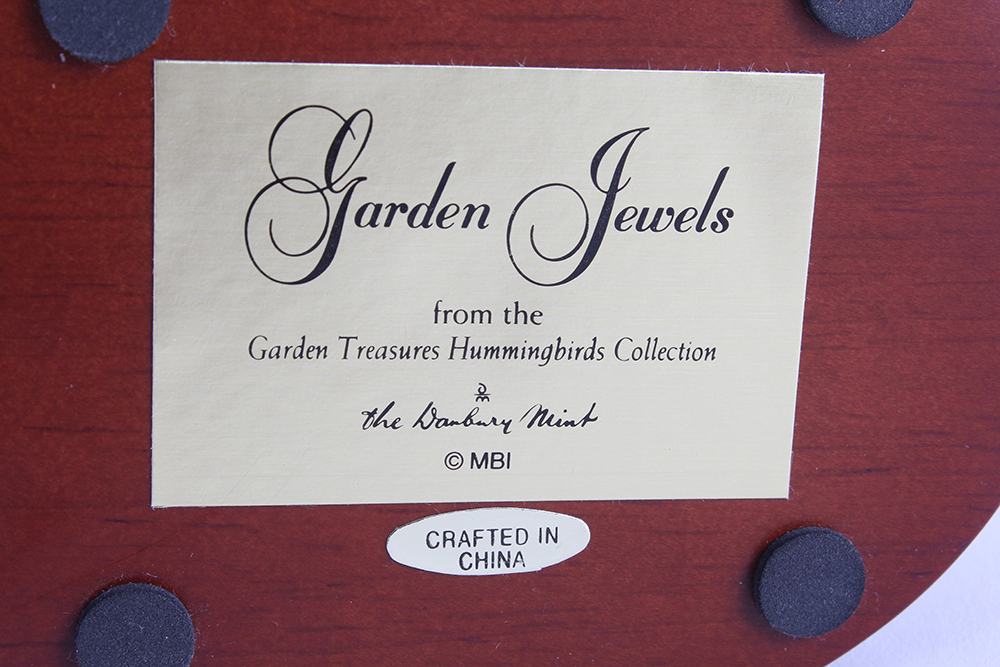 Garden Jewels
from the
Garden Treasures Hummingbirds Collection
the Danbury Mint
© MBI
CRAFTED IN
CHINA